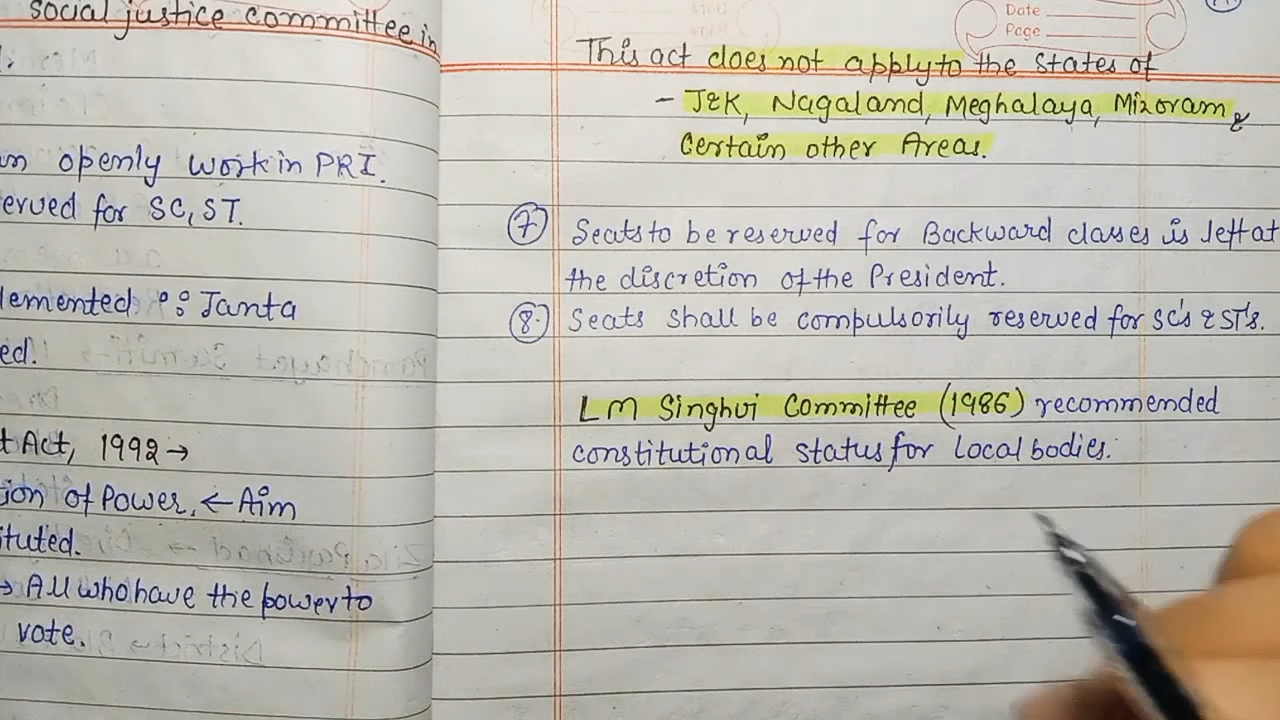 social justice committee in
openly work in PRI.
erved for SC, ST.
lemented :: Janta
ed.
t Act, 1992→
ion of Power, ← Aim
ituted.
→ All who have the power to
vote.
Date
Page
This act does not apply to the states of
- J&K, Nagaland, Meghalaya, Mizoram &
Certain other Areas.
7 Seats to be reserved for Backward classes is left at
the discretion of the President.
8. Seats shall be compulsorily reserved for SC's & ST's.
LM Singhvi Committee (1986) recommended
constitutional status for local bodies.